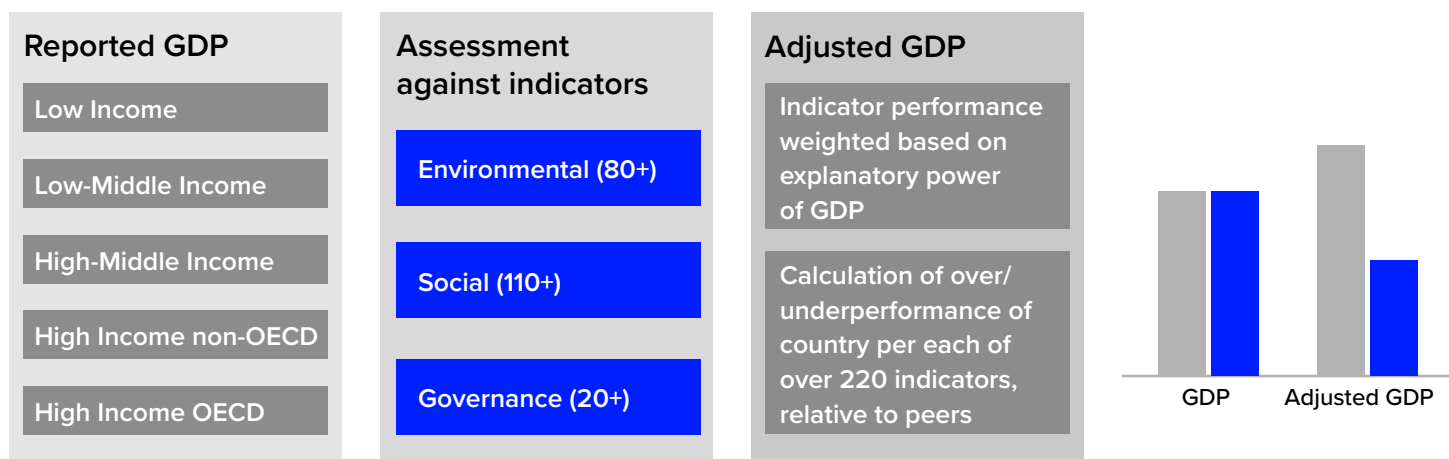 Reported GDP
Low Income
Low-Middle Income
High-Middle Income
High Income non-OECD
High Income OECD
Assessment
against indicators
Environmental (80+)
Social (110+)
Governance (20+)
Adjusted GDP
Indicator performance
weighted based on
explanatory power
of GDP
Calculation of over/
underperformance of
country per each of
over 220 indicators,
relative to peers
GDP
Adjusted GDP